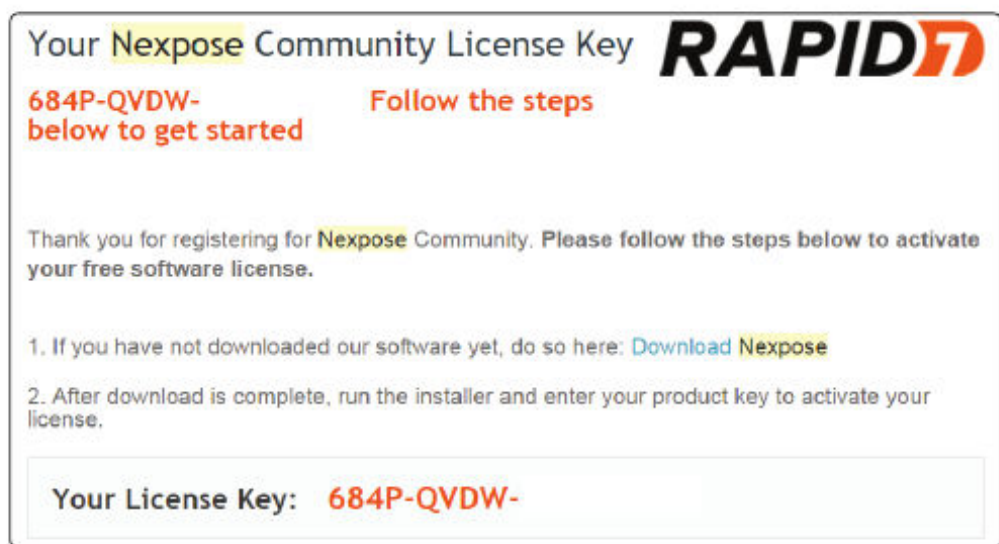 Your Nexpose Community License Key RAPID7
684P-QVDW- Follow the steps
below to get started
Thank you for registering for Nexpose Community. Please follow the steps below to activate
your free software license.
1. If you have not downloaded our software yet, do so here: Download Nexpose
2. After download is complete, run the installer and enter your product key to activate your
license.
Your License Key: 684P-QVDW-